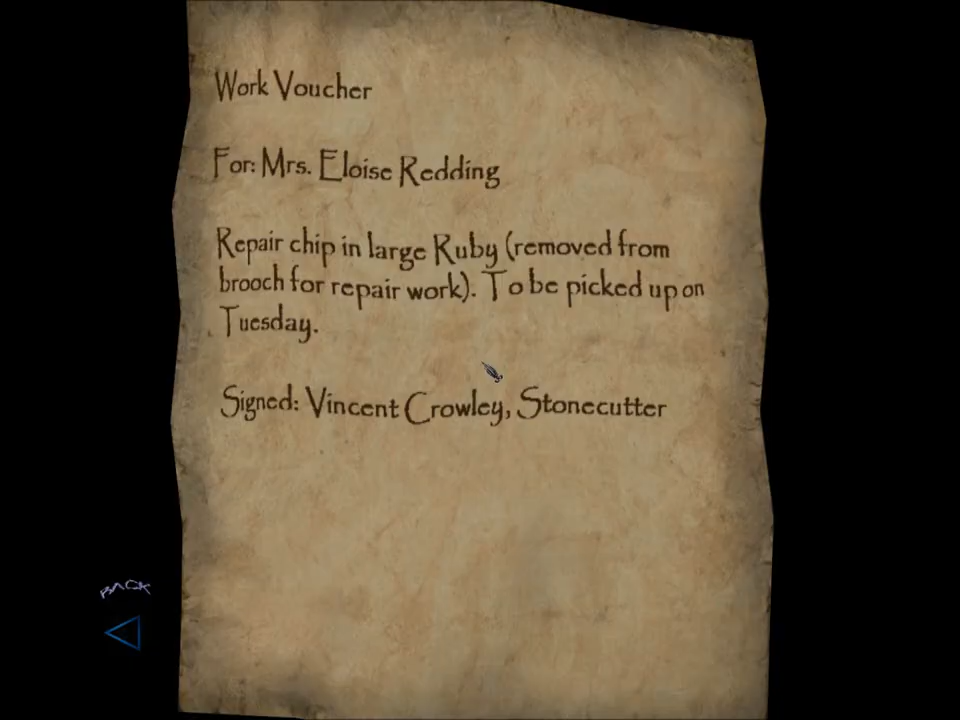 Work Voucher
For: Mrs. Eloise Redding
Repair chip in large Ruby (removed from
brooch for repair work). To be picked up on
Tuesday.
Signed: Vincent Crowley, Stonecutter
BACK